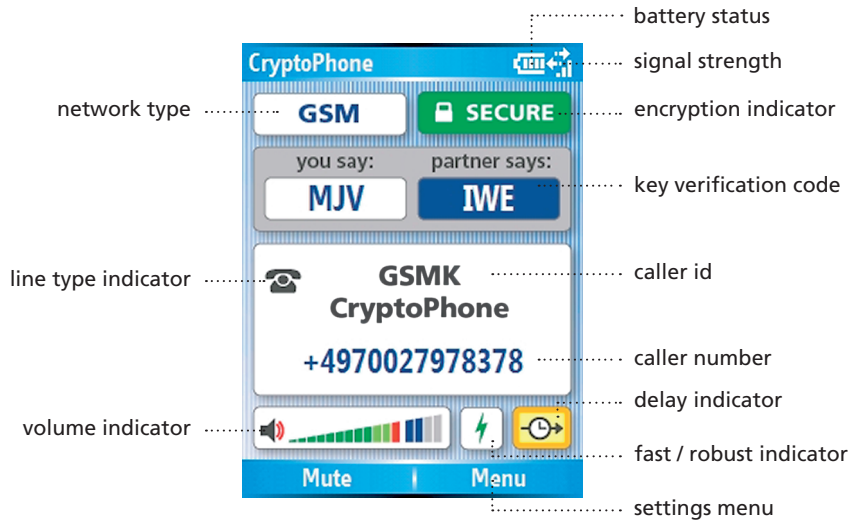 battery status
CryptoPhone
signal strength
network type
GSM
SECURE
encryption indicator
you say:
partner says:
MJV
IWE
key verification code
line type indicator
GSMK
CryptoPhone
caller id
+4970027978378
caller number
delay indicator
volume indicator
fast / robust indicator
Mute
Menu
settings menu